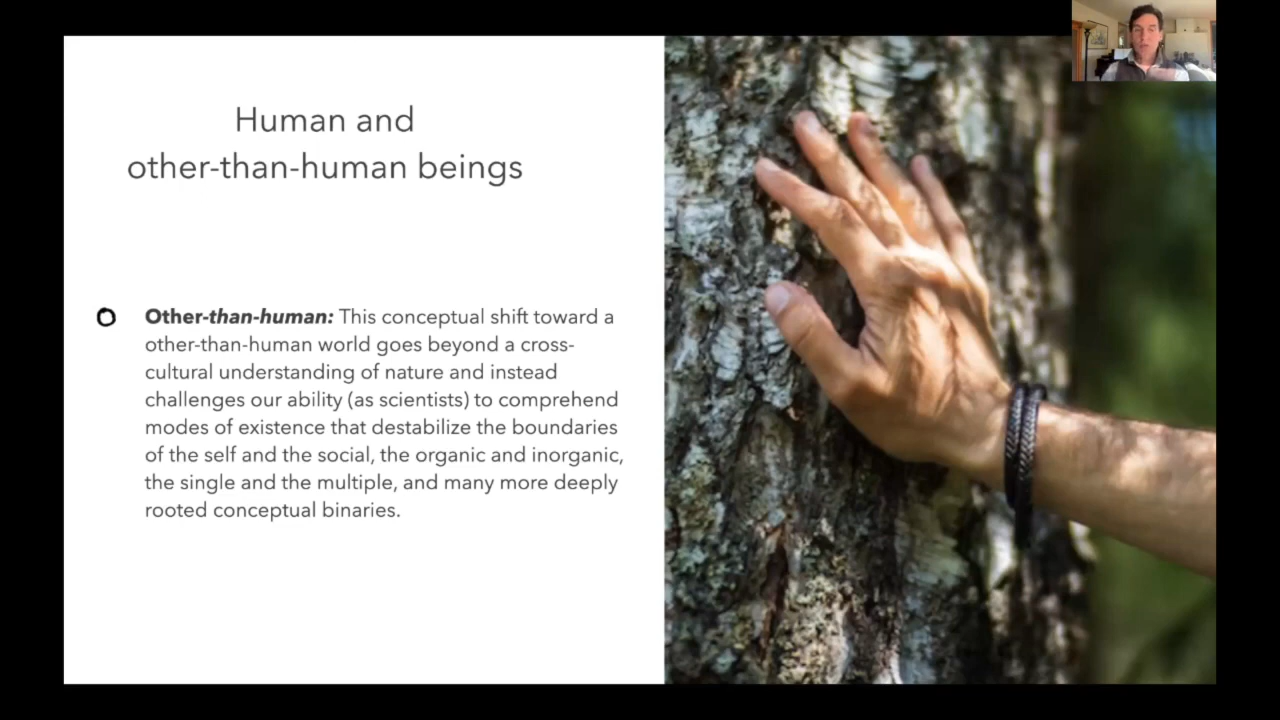 Human and
other-than-human beings
Other-than-human: This conceptual shift toward a
other-than-human world goes beyond a cross-
cultural understanding of nature and instead
challenges our ability (as scientists) to comprehend
modes of existence that destabilize the boundaries
of the self and the social, the organic and inorganic,
the single and the multiple, and many more deeply
rooted conceptual binaries.